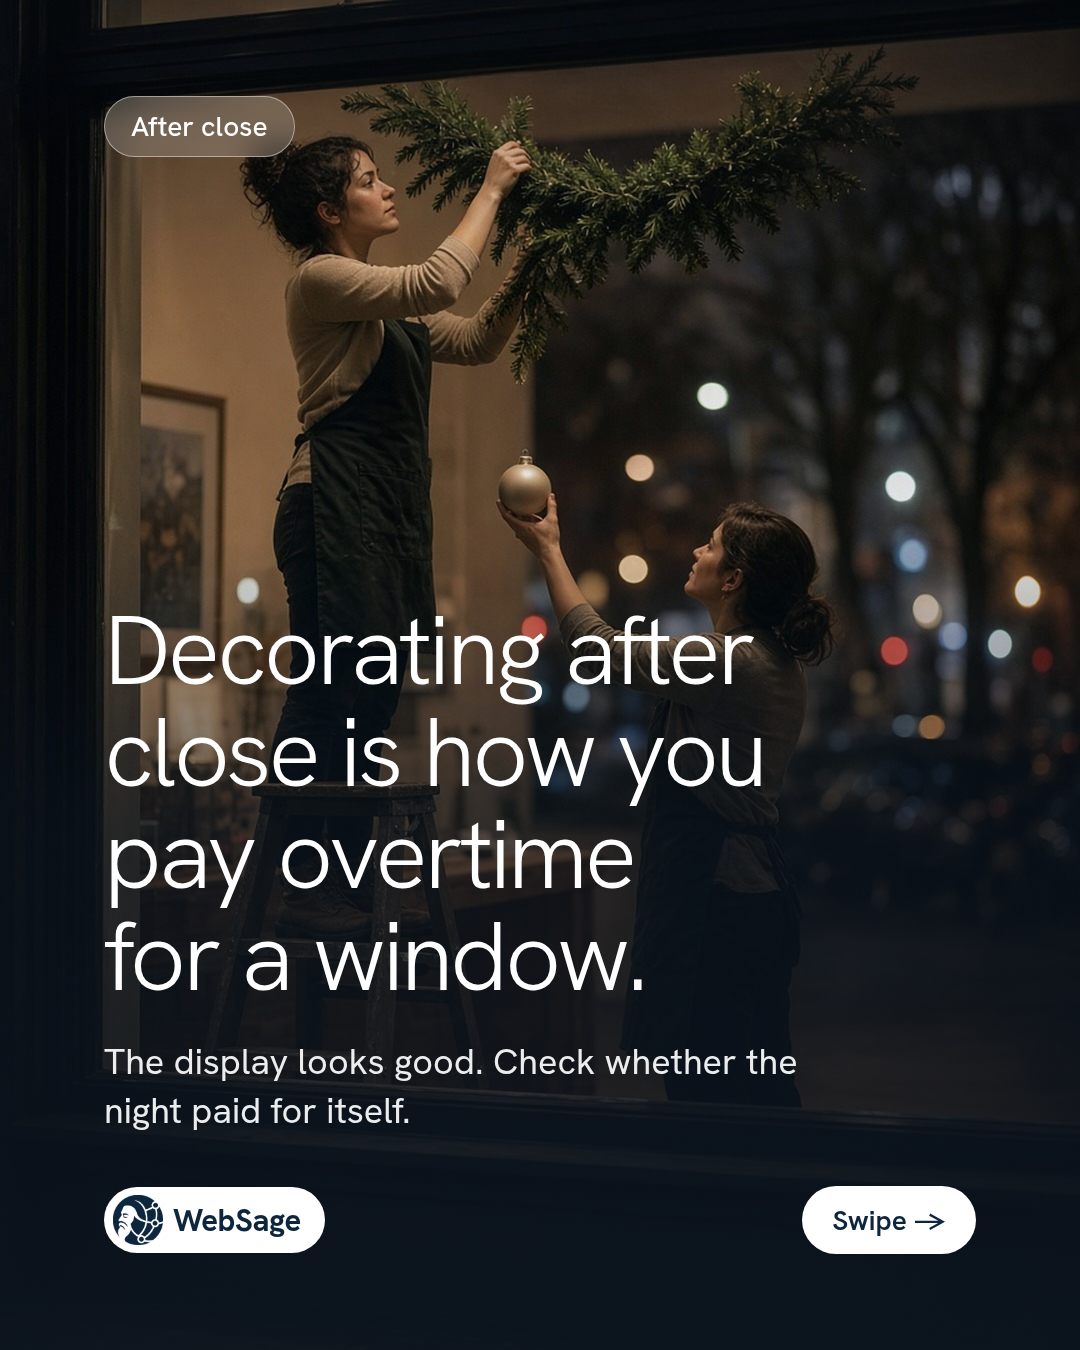 After close
Decorating after
close is how you
pay overtime
for a window.
The display looks good. Check whether the
night paid for itself.
WebSage
Swipe →